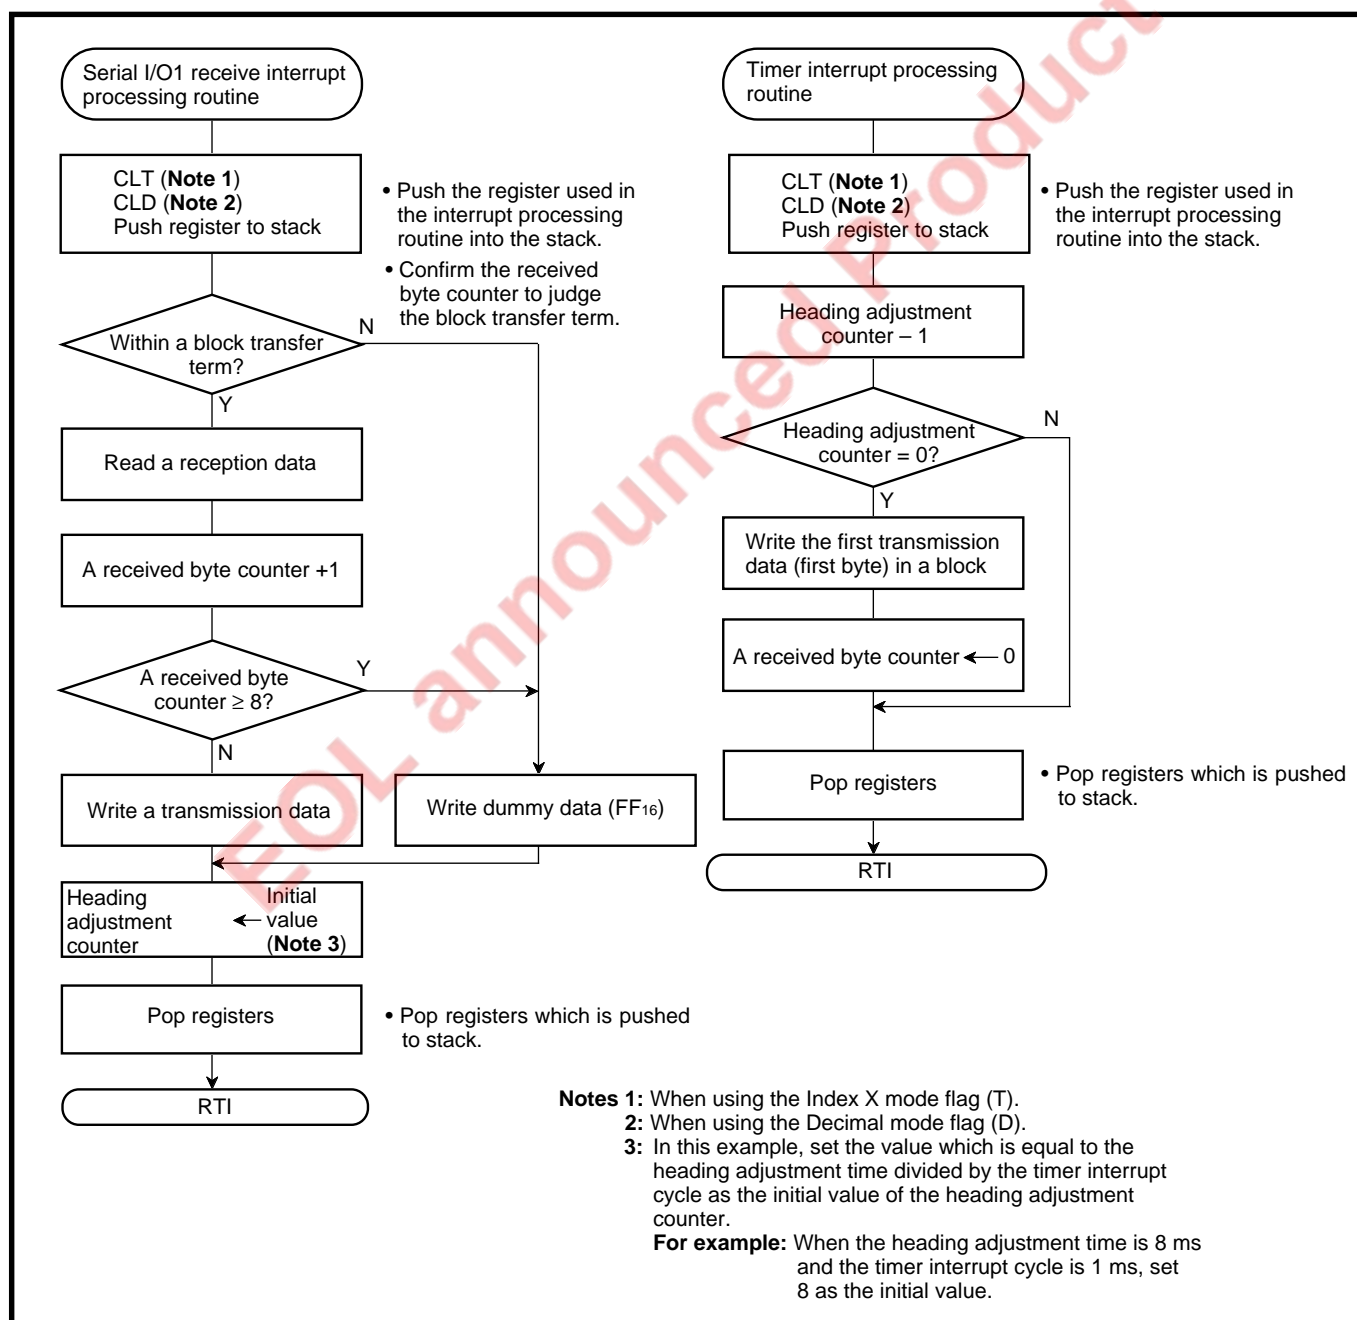 Serial I/O1 receive interrupt
processing routine
CLT (Note 1)
CLD (Note 2)
Push register to stack
• Push the register used in
the interrupt processing
routine into the stack.
• Confirm the received
byte counter to judge
the block transfer term.
Within a block transfer
term?
N
Y
Read a reception data
A received byte counter +1
A received byte
counter ≥ 8?
Y
N
Write a transmission data
Write dummy data (FF16)
Heading
adjustment
counter
Initial
value
(Note 3)
Pop registers
• Pop registers which is pushed
to stack.
RTI
Timer interrupt processing
routine
CLT (Note 1)
CLD (Note 2)
Push register to stack
• Push the register used in
the interrupt processing
routine into the stack.
Heading adjustment
counter – 1
Heading adjustment
counter = 0?
N
Y
Write the first transmission
data (first byte) in a block
A received byte counter ← 0
Pop registers
• Pop registers which is pushed
to stack.
RTI
Notes 1: When using the Index X mode flag (T).
2: When using the Decimal mode flag (D).
3: In this example, set the value which is equal to the
heading adjustment time divided by the timer interrupt
cycle as the initial value of the heading adjustment
counter.
For example: When the heading adjustment time is 8 ms
and the timer interrupt cycle is 1 ms, set
8 as the initial value.
EOL announced Product